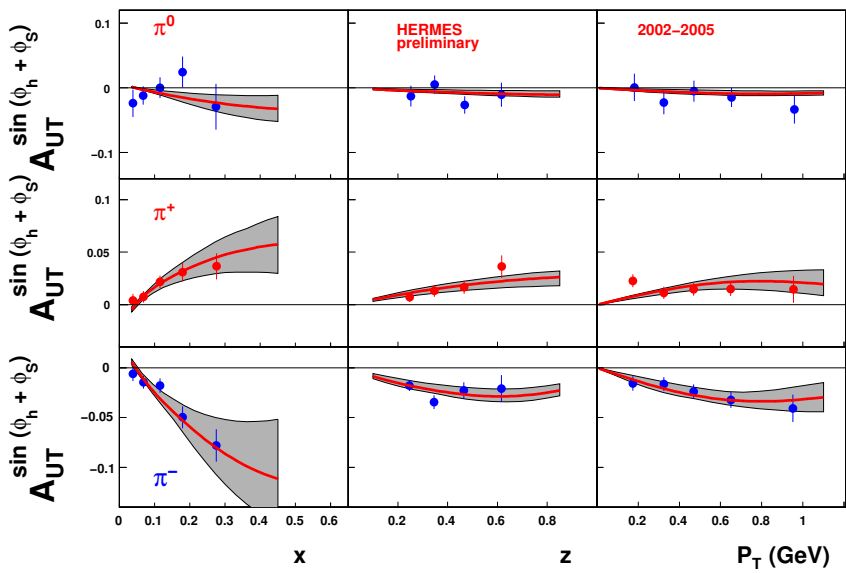 π⁰ HERMES preliminary 2002–2005
A_UT^sin (ϕ_h + ϕ_S)
0.1
0
−0.1
π⁺
A_UT^sin (ϕ_h + ϕ_S)
0.1
0.05
0
A_UT^sin (ϕ_h + ϕ_S)
0
−0.05
−0.1
π⁻
0 0.1 0.2 0.3 0.4 0.5 0.6 0.2 0.4 0.6 0.8 0.2 0.4 0.6 0.8 1
x z P_T (GeV)